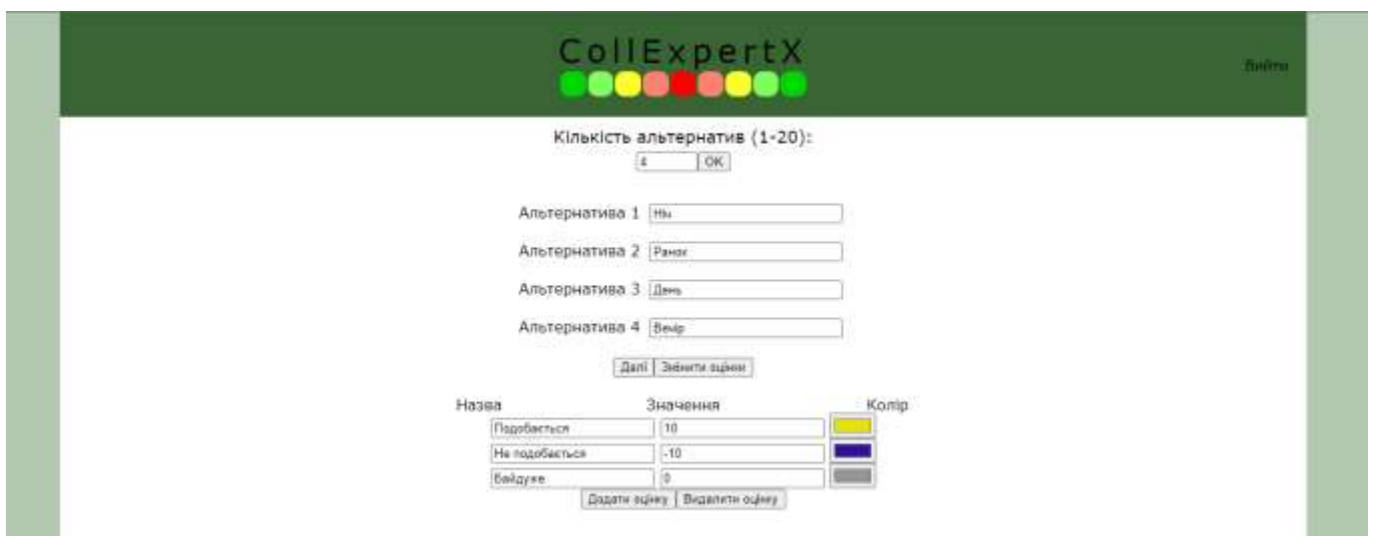 CollExpertX
Вийти
Кількість альтернатив (1-20):
4 OK
Альтернатива 1 Ніч
Альтернатива 2 Ранок
Альтернатива 3 День
Альтернатива 4 Вечір
Далі Змінити оцінки
Назва Значення Колір
Подобається 10
Не подобається -10
Байдуже 0
Додати оцінку Видалити оцінку